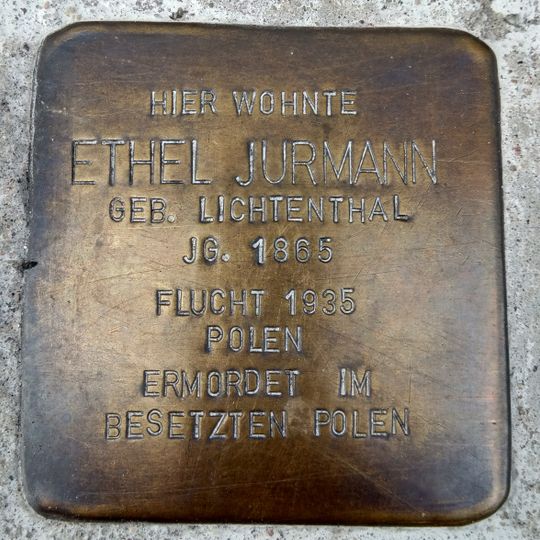 HIER WOHNTE
ETHEL JURMANN
GEB. LICHTENTHAL
JG. 1865
FLUCHT 1935
POLEN
ERMORDET IM
BESETZTEN POLEN